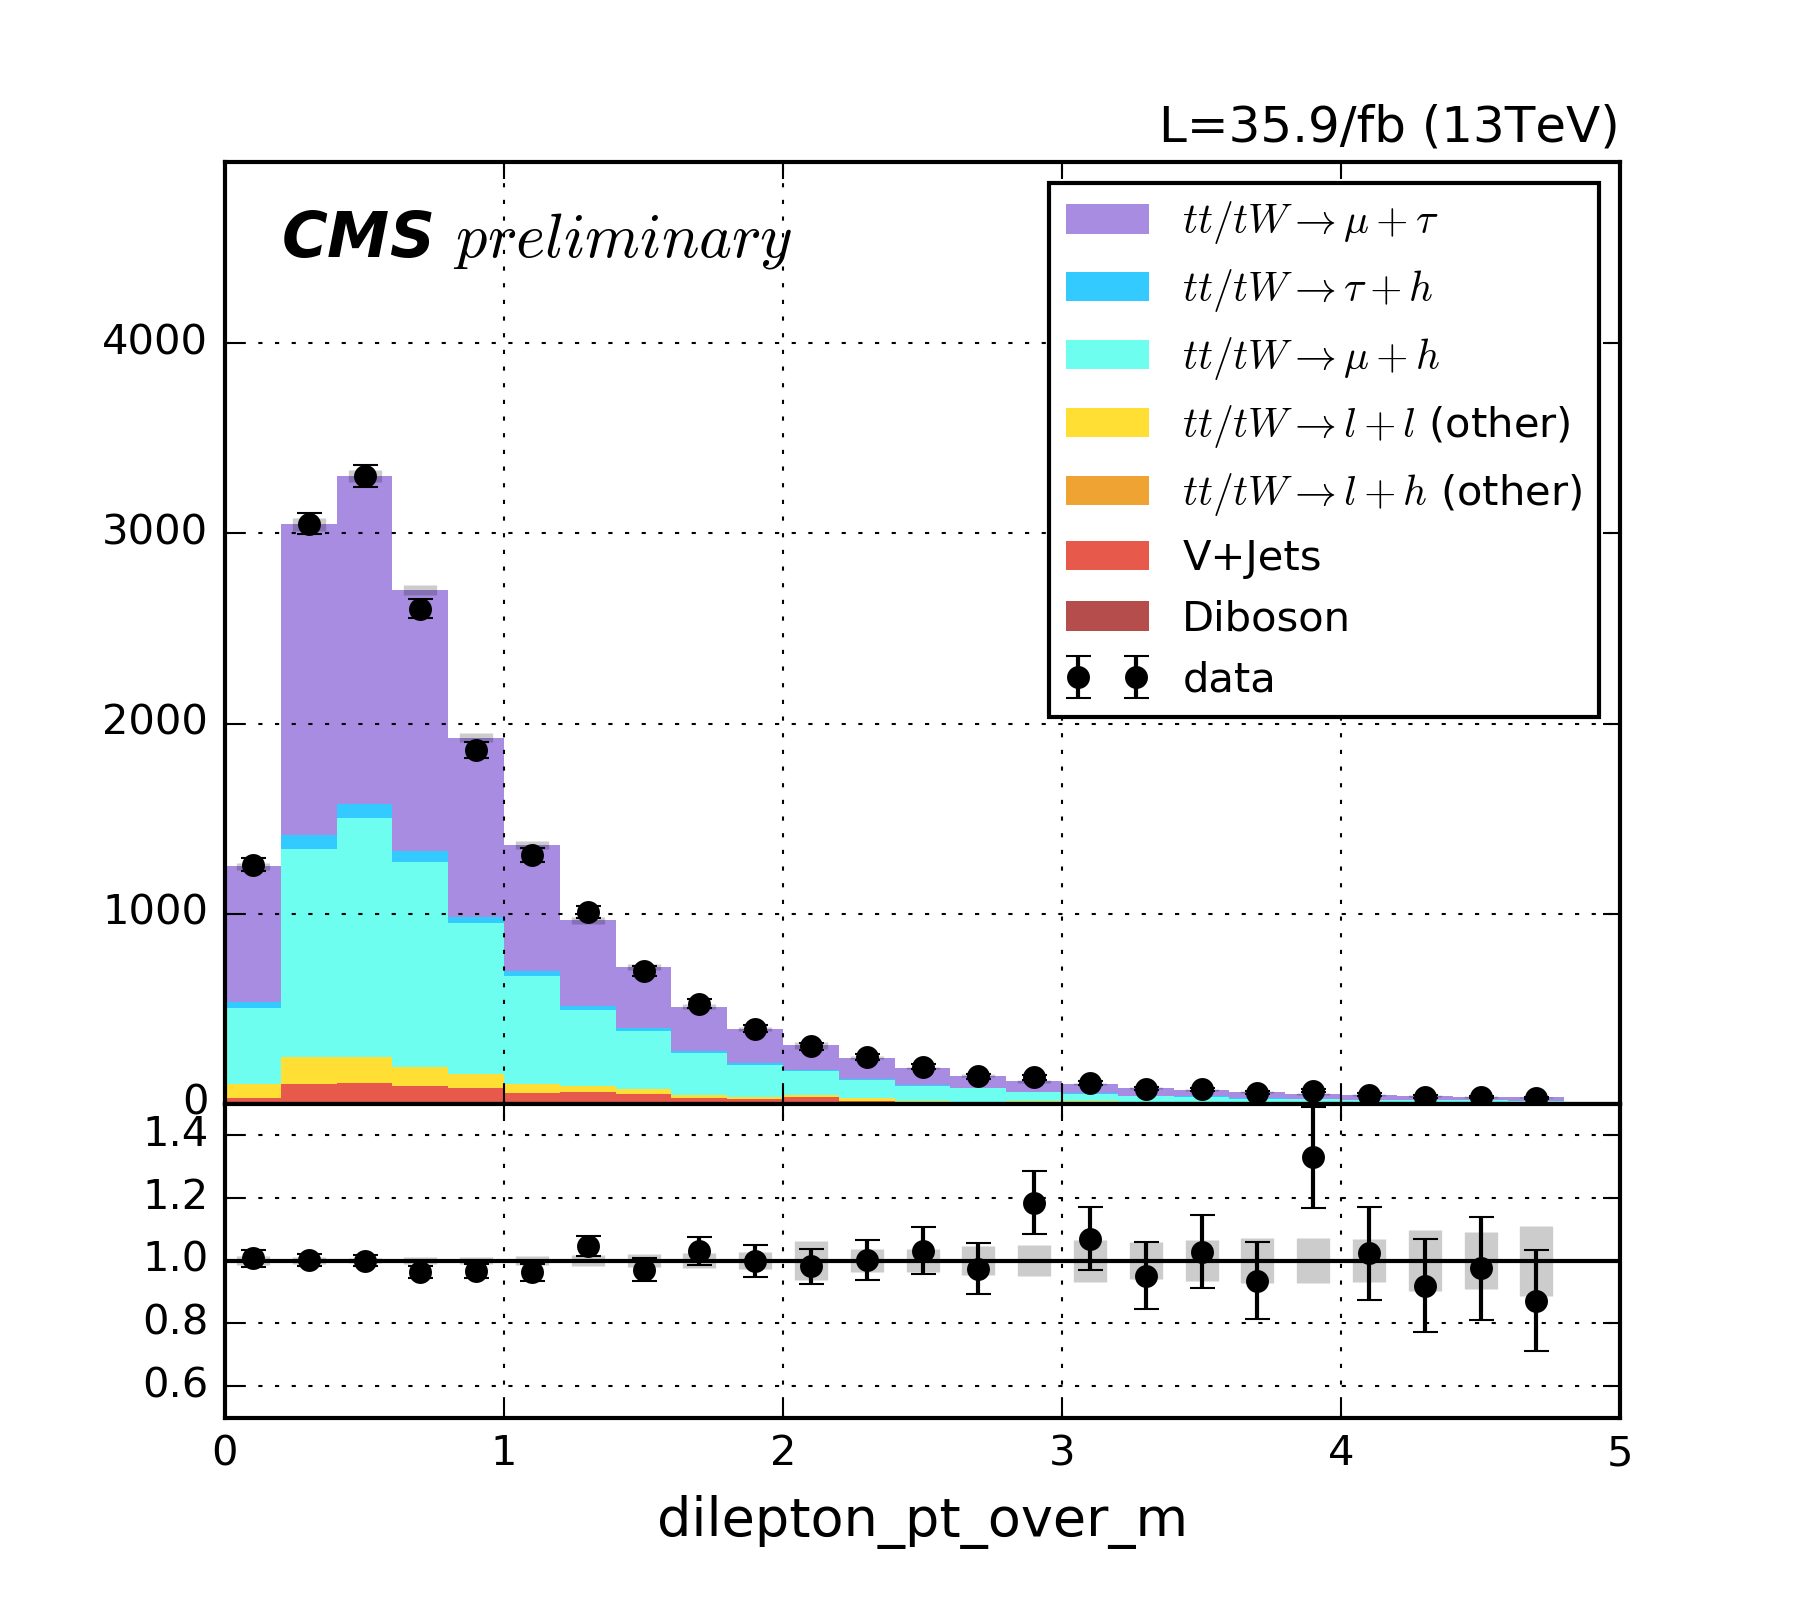 L=35.9/fb (13TeV)
CMS preliminary
tt/tW→μ+τ
tt/tW→τ+h
tt/tW→μ+h
tt/tW→l+l (other)
tt/tW→l+h (other)
V+Jets
Diboson
data
4000
3000
2000
1000
0
1.4
1.2
1.0
0.8
0.6
0 1 2 3 4 5
dilepton_pt_over_m